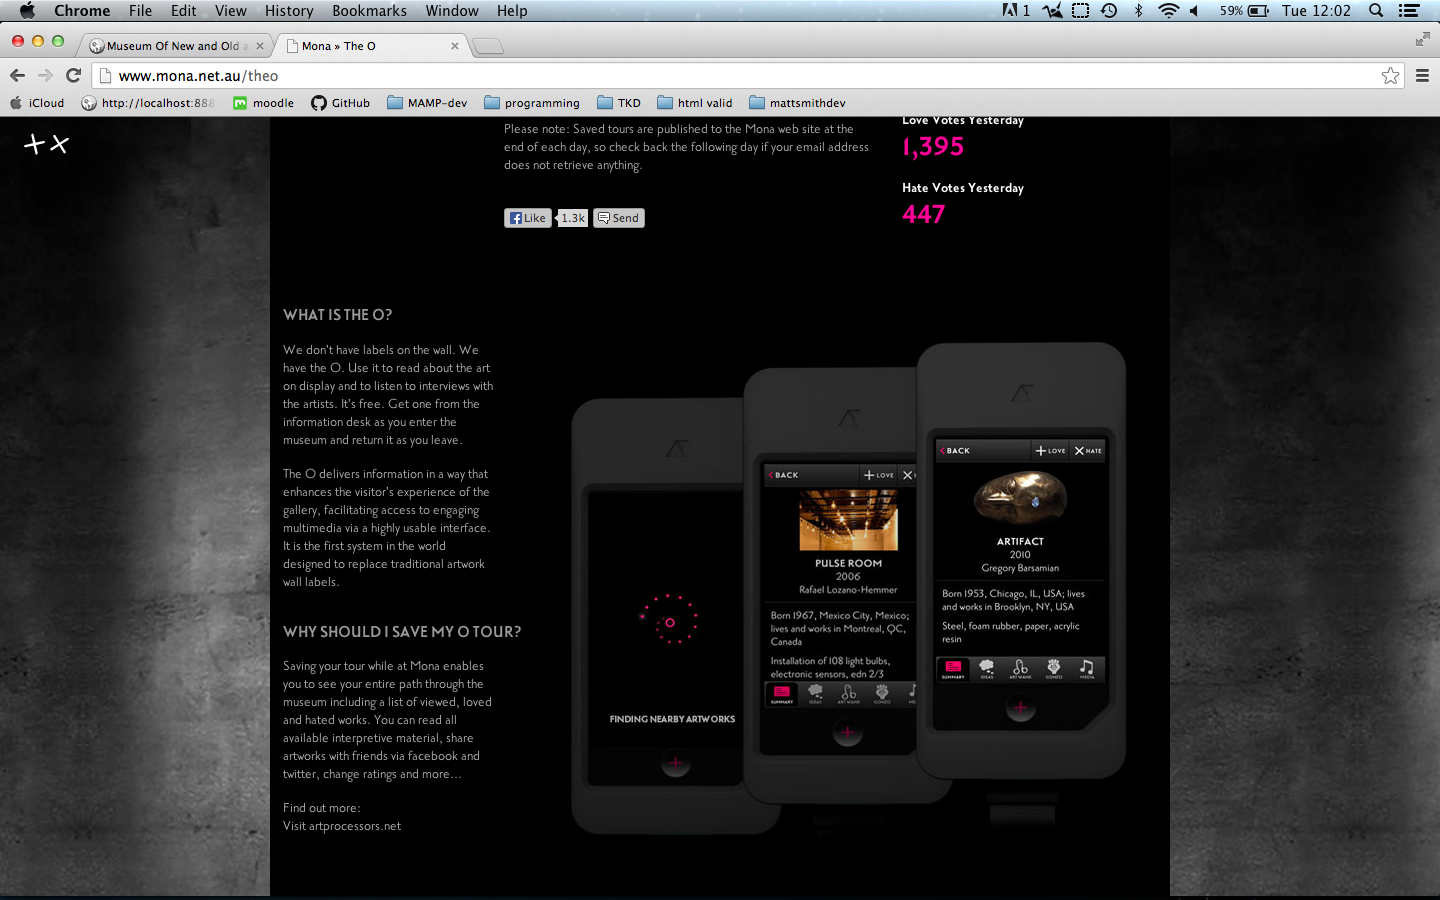 Chrome File Edit View History Bookmarks Window Help 1 59% Tue 12:02
Museum Of New and Old
Mona » The O
www.mona.net.au/theo
iCloud http://localhost:888 moodle GitHub MAMP-dev programming TKD html valid mattsmithdev
+x
Please note: Saved tours are published to the Mona web site at the
end of each day, so check back the following day if your email address
does not retrieve anything.
Like 1.3k Send
Love Votes Yesterday
1,395
Hate Votes Yesterday
447
WHAT IS THE O?
We don't have labels on the wall. We
have the O. Use it to read about the art
on display and to listen to interviews with
the artists. It's free. Get one from the
information desk as you enter the
museum and return it as you leave.
The O delivers information in a way that
enhances the visitor's experience of the
gallery, facilitating access to engaging
multimedia via a highly usable interface.
It is the first system in the world
designed to replace traditional artwork
wall labels.
WHY SHOULD I SAVE MY O TOUR?
Saving your tour while at Mona enables
you to see your entire path through the
museum including a list of viewed, loved
and hated works. You can read all
available interpretive material, share
artworks with friends via facebook and
twitter, change ratings and more...
Find out more:
Visit artprocessors.net
FINDING NEARBY ARTWORKS
BACK LOVE
PULSE ROOM
2006
Rafael Lozano-Hemmer
Born 1967, Mexico City, Mexico;
lives and works in Montreal, QC,
Canada
Installation of 108 light bulbs,
electronic sensors, edn 2/3
SUMMARY IDEAS ART WANK GONZO
BACK LOVE HATE
ARTIFACT
2010
Gregory Barsamian
Born 1953, Chicago, IL, USA; lives
and works in Brooklyn, NY, USA
Steel, foam rubber, paper, acrylic
resin
SUMMARY IDEAS ART WANK GONZO MEDIA